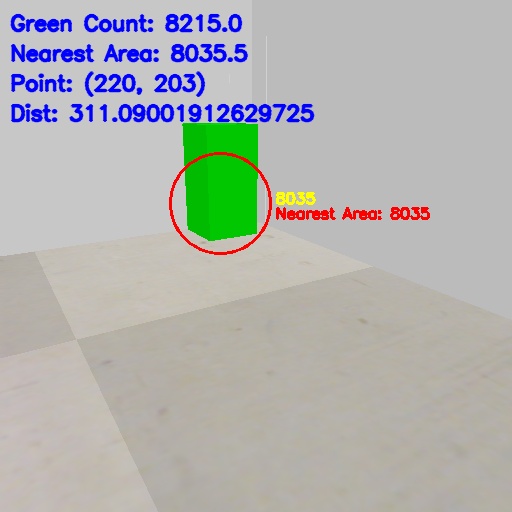 Green Count: 8215.0
Nearest Area: 8035.5
Point: (220, 203)
Dist: 311.09001912629725
8035
Nearest Area: 8035